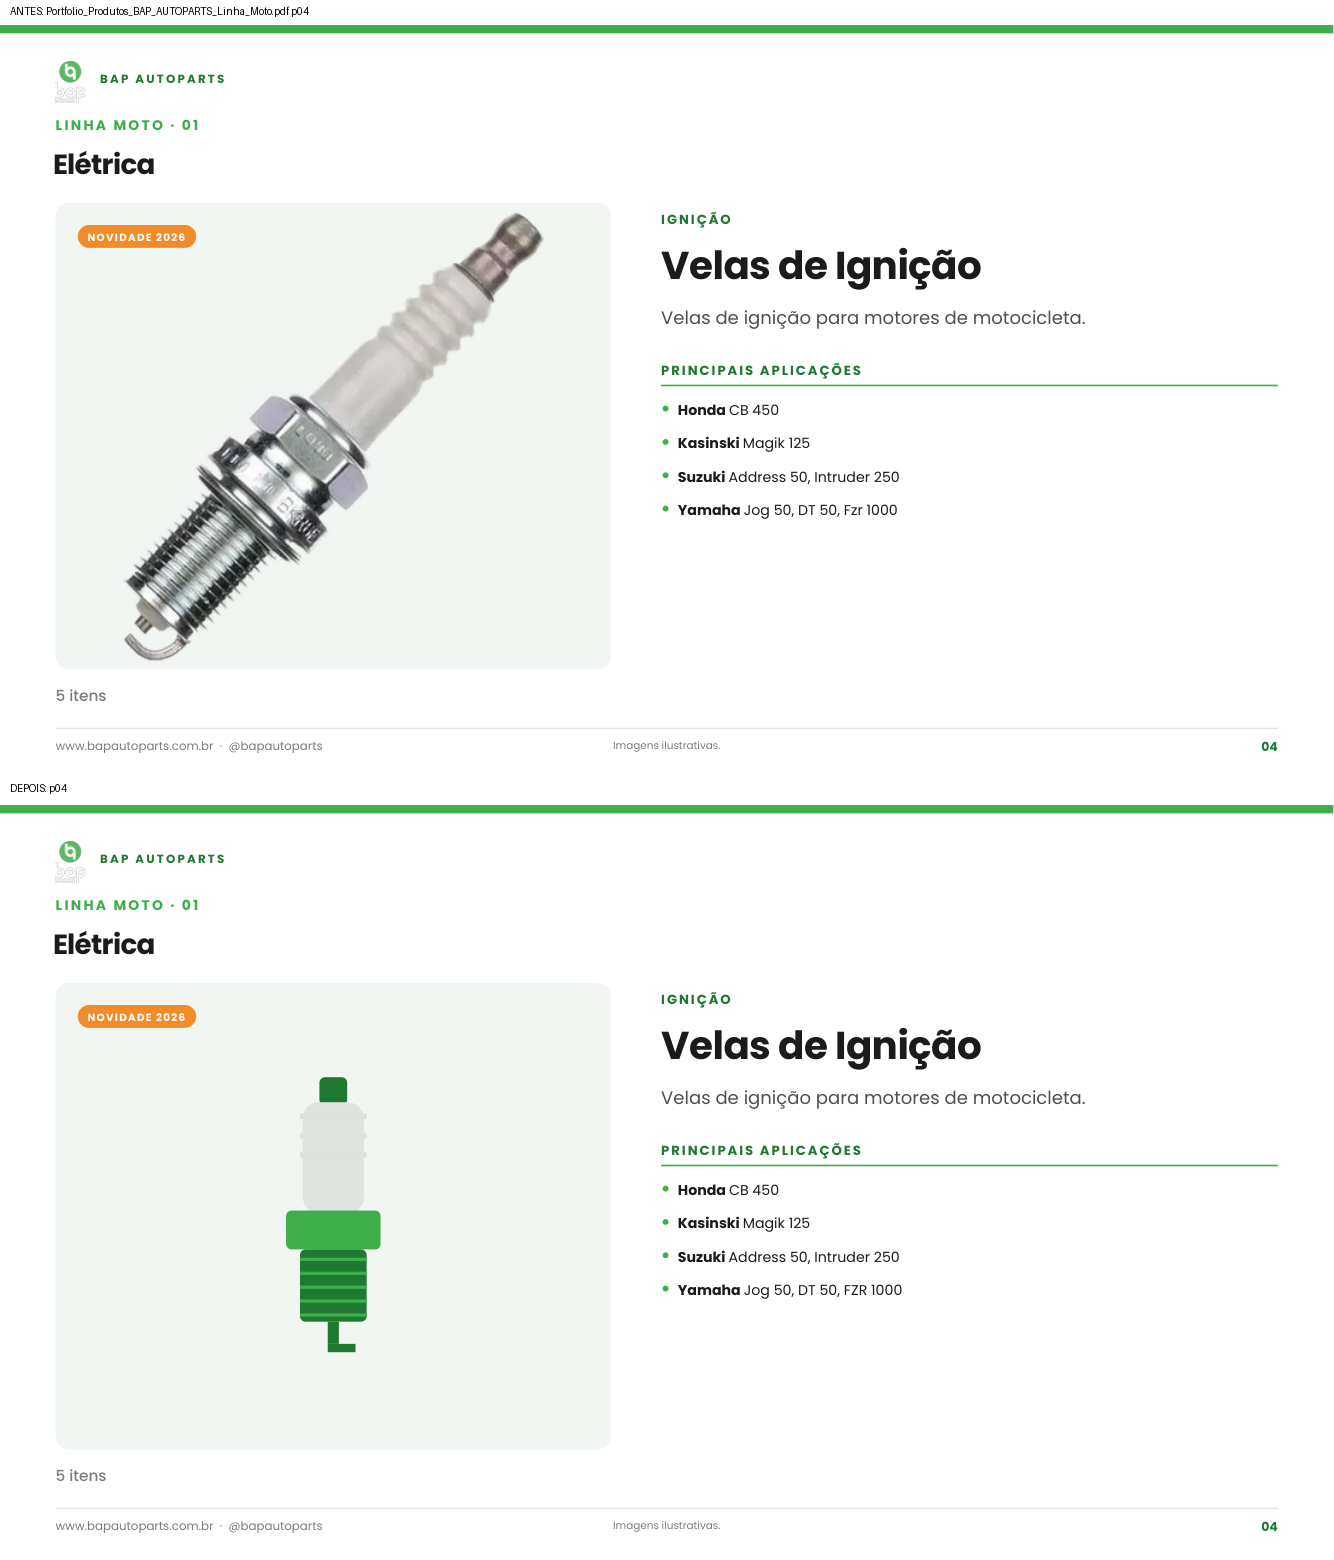 ANTES: Portfolio_Produtos_BAP_AUTOPARTS_Linha_Moto.pdf p04
bap
BAP AUTOPARTS
LINHA MOTO · 01
Elétrica
NOVIDADE 2026
IGNIÇÃO
Velas de Ignição
Velas de ignição para motores de motocicleta.
PRINCIPAIS APLICAÇÕES
• Honda CB 450
• Kasinski Magik 125
• Suzuki Address 50, Intruder 250
• Yamaha Jog 50, DT 50, Fzr 1000
5 itens
www.bapautoparts.com.br · @bapautoparts
Imagens ilustrativas.
04
DEPOIS: p04
bap
BAP AUTOPARTS
LINHA MOTO · 01
Elétrica
NOVIDADE 2026
IGNIÇÃO
Velas de Ignição
Velas de ignição para motores de motocicleta.
PRINCIPAIS APLICAÇÕES
• Honda CB 450
• Kasinski Magik 125
• Suzuki Address 50, Intruder 250
• Yamaha Jog 50, DT 50, FZR 1000
5 itens
www.bapautoparts.com.br · @bapautoparts
Imagens ilustrativas.
04